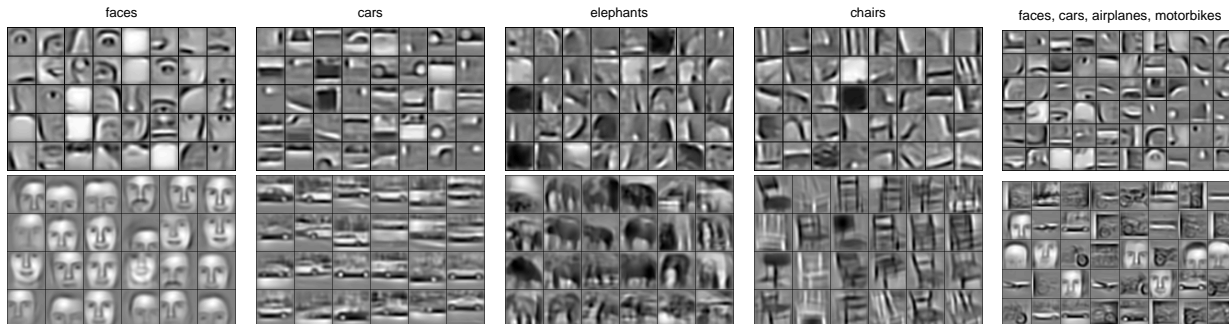 faces
cars
elephants
chairs
faces, cars, airplanes, motorbikes